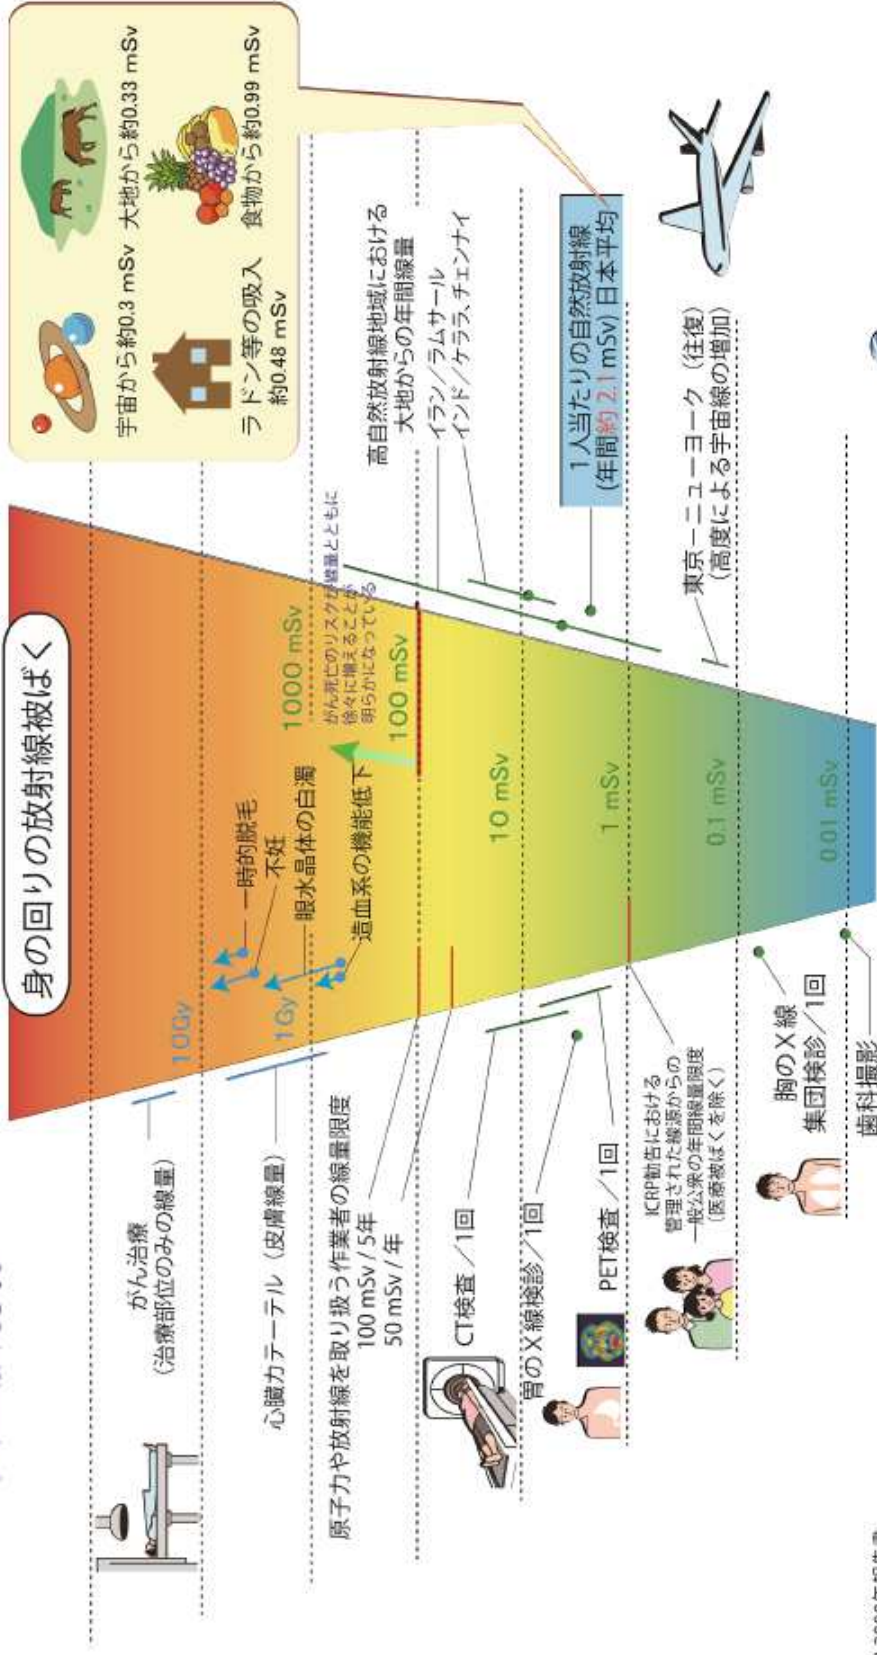 身の回りの放射線被ばく
宇宙から約0.3 mSv
大地から約0.33 mSv
ラドン等の吸入
約0.48 mSv
食物から約0.99 mSv
10Gy
1Gy
1000 mSv
100 mSv
10 mSv
1 mSv
0.1 mSv
0.01 mSv
一時的脱毛
不妊
眼水晶体の白濁
造血系の機能低下
がん死亡のリスクが線量とともに
徐々に増えることが
明らかになっている
がん治療
（治療部位のみの線量）
心臓カテーテル（皮膚線量）
原子力や放射線を取り扱う作業者の線量限度
100 mSv / 5年
50 mSv / 年
CT検査／1回
胃のX線検診／1回
PET検査／1回
ICRP勧告における
管理された線源からの
一般公衆の年間線量限度
（医療被ばくを除く）
胸のX線
集団検診／1回
歯科撮影
高自然放射線地域における
大地からの年間線量
イラン／ラムサール
インド／ケララ、チェンナイ
1人当たりの自然放射線
(年間約 2.1 mSv) 日本平均
東京－ニューヨーク（往復）
（高度による宇宙線の増加）